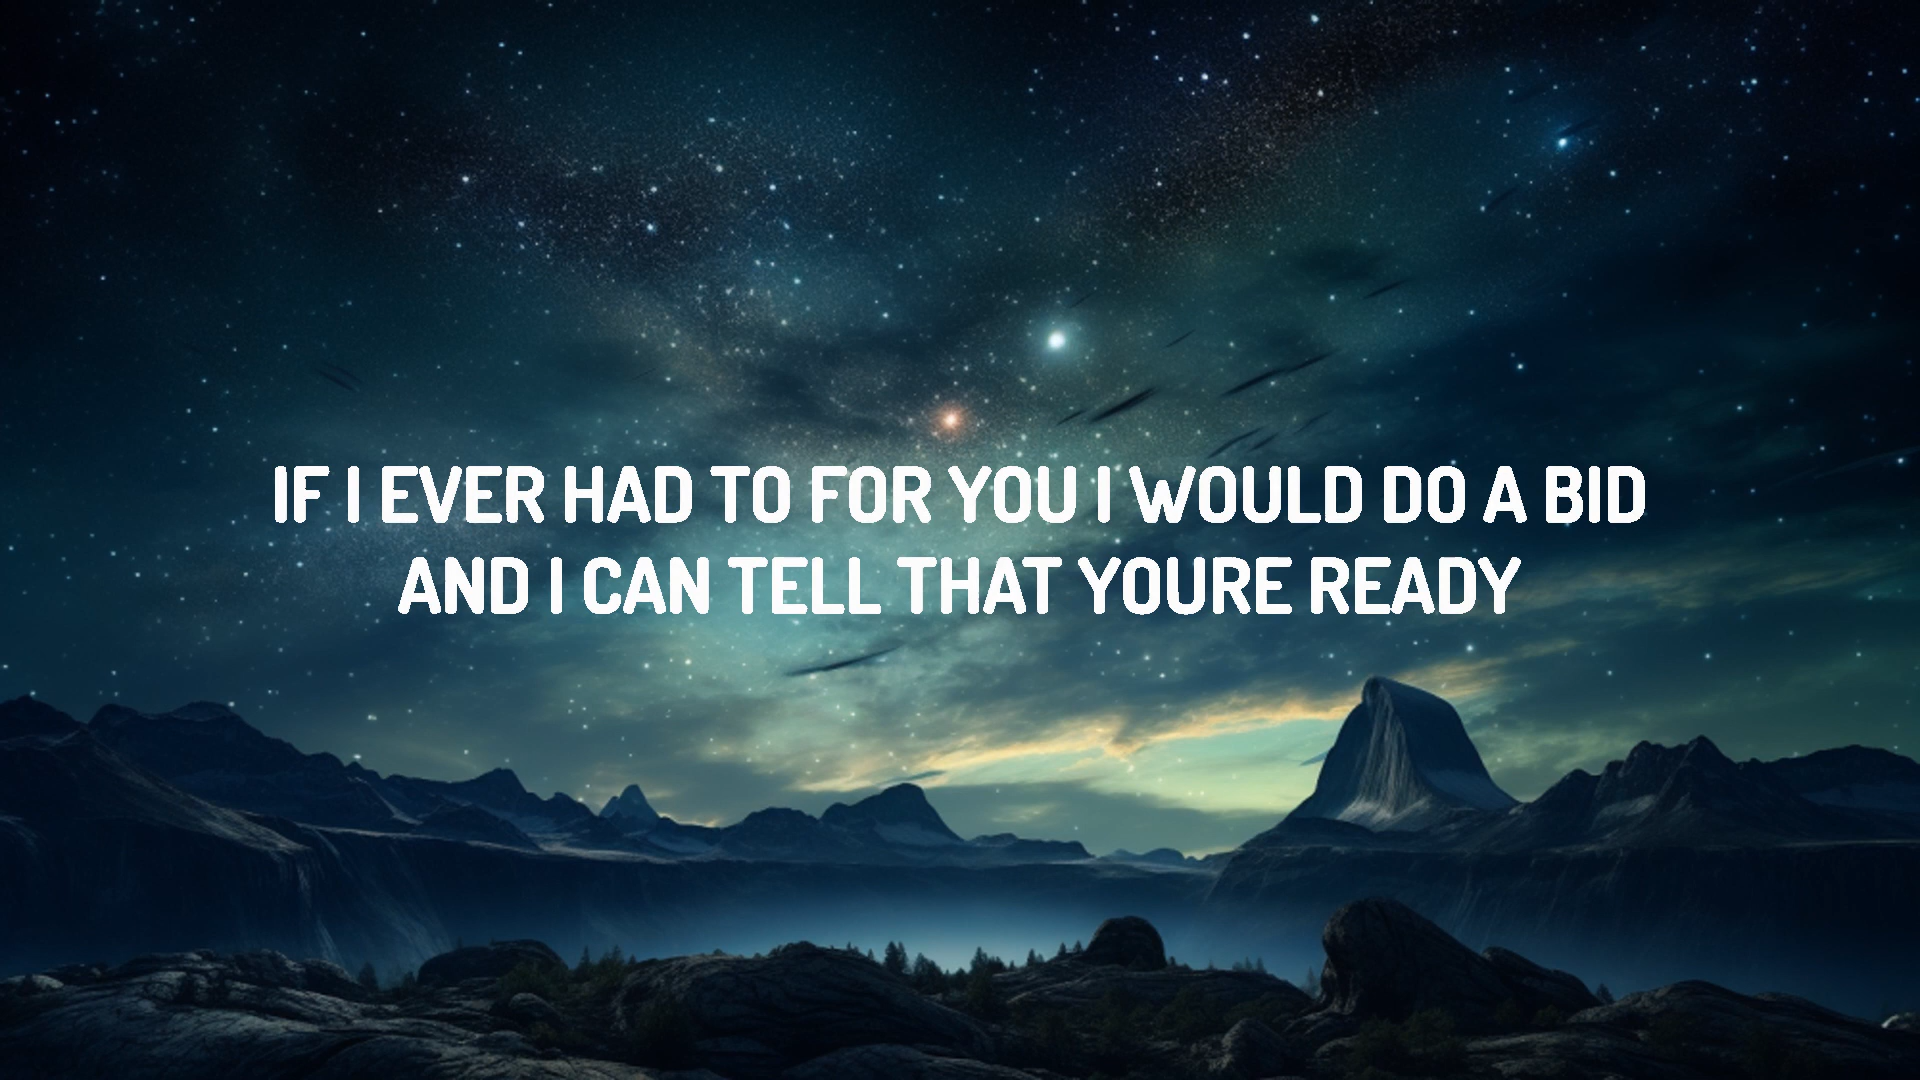 IF I EVER HAD TO FOR YOU I WOULD DO A BID
AND I CAN TELL THAT YOURE READY